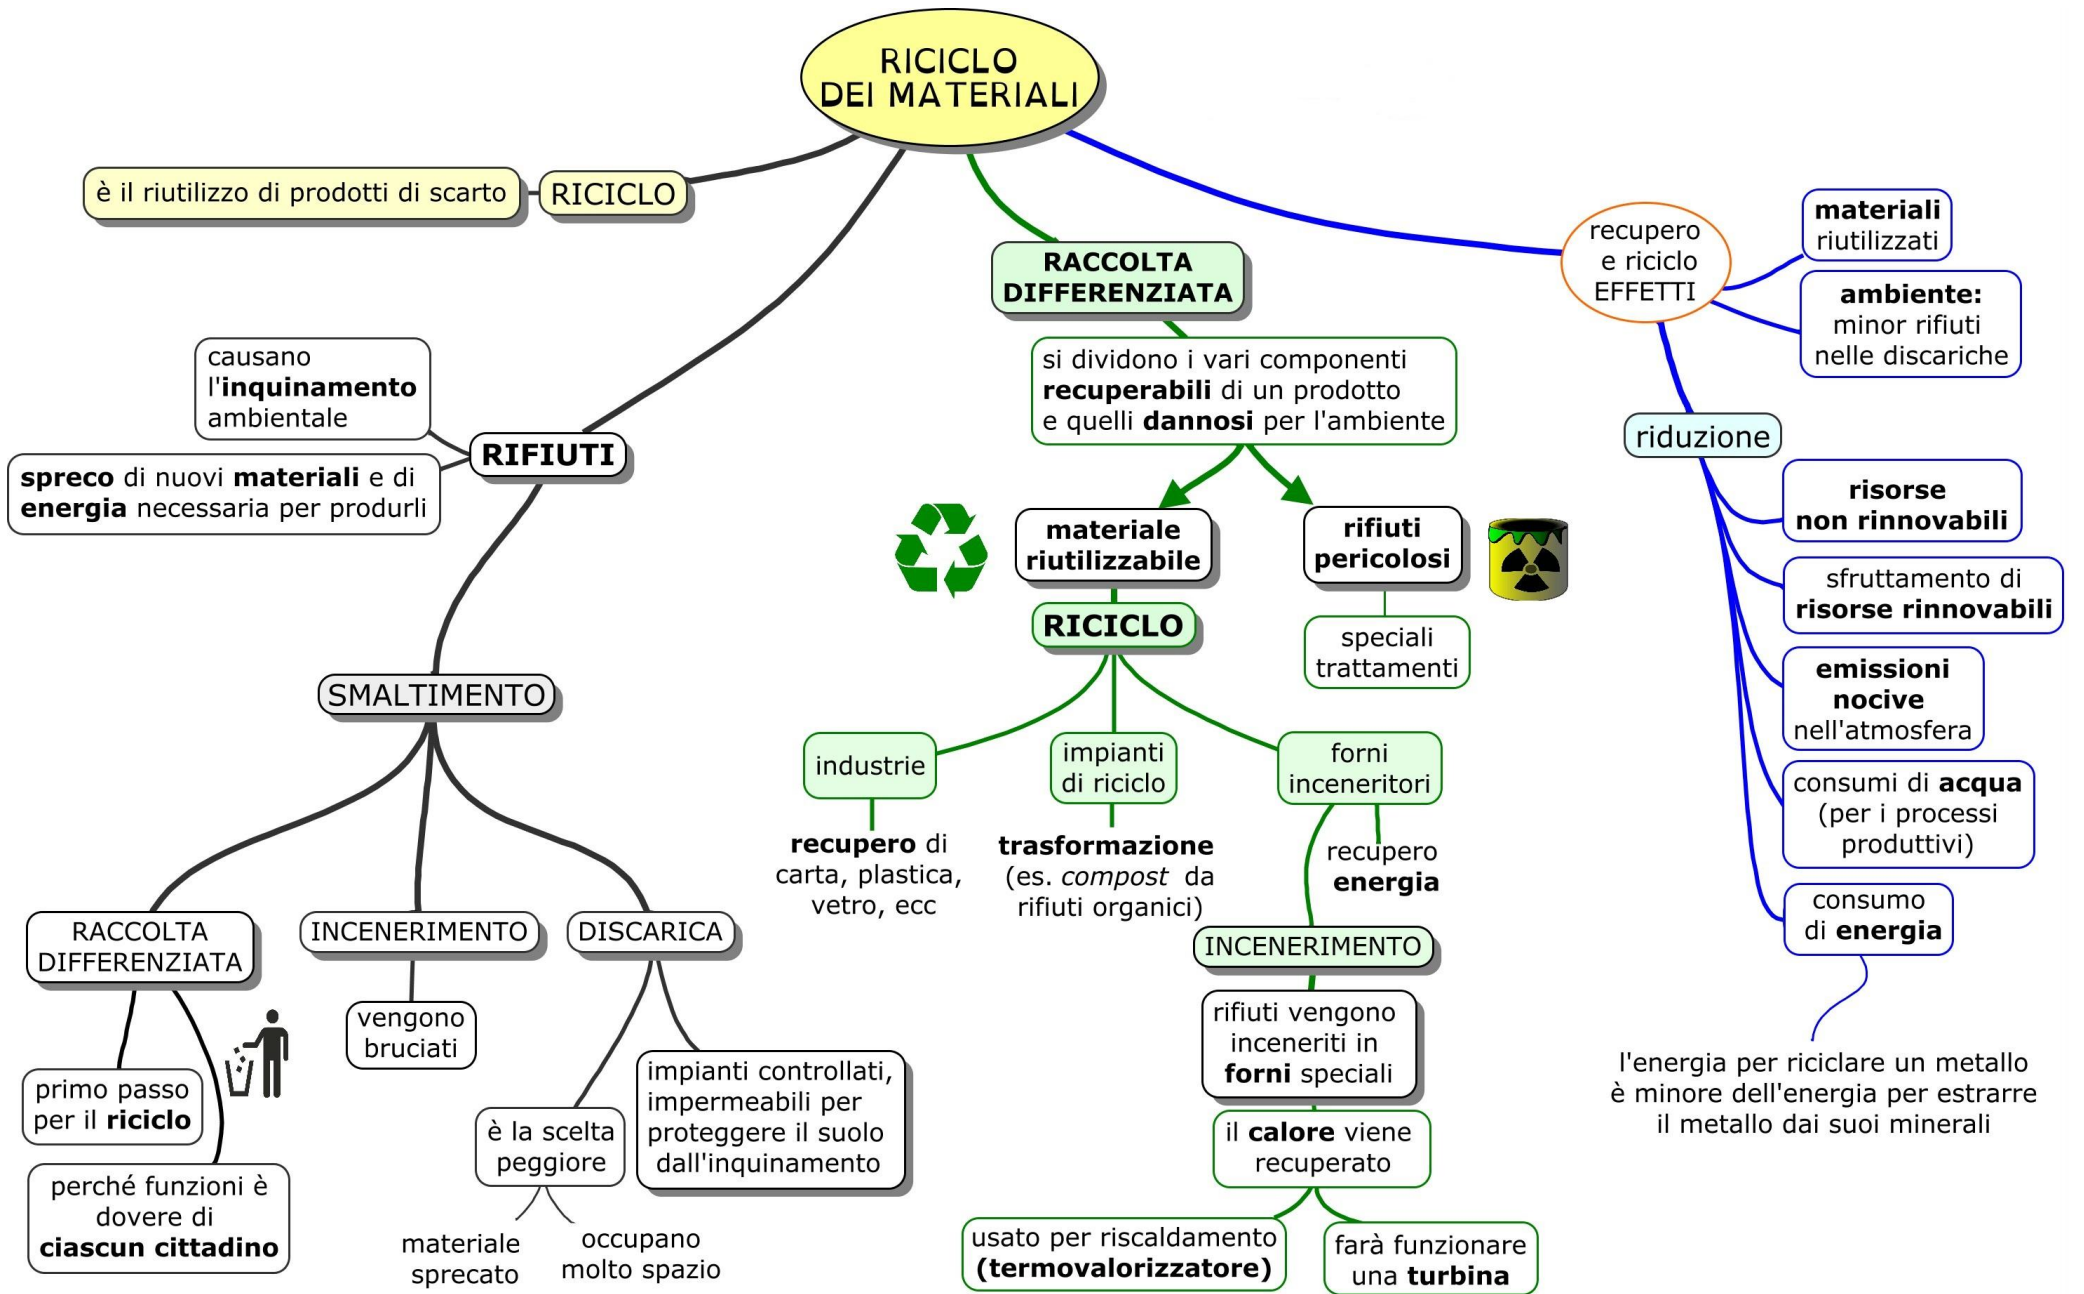 RICICLO
DEI MATERIALI
è il riutilizzo di prodotti di scarto
RICICLO
causano
l'inquinamento
ambientale
spreco di nuovi materiali e di
energia necessaria per produrli
RIFIUTI
SMALTIMENTO
RACCOLTA
DIFFERENZIATA
primo passo
per il riciclo
perché funzioni è
dovere di
ciascun cittadino
INCENERIMENTO
vengono
bruciati
DISCARICA
è la scelta
peggiore
materiale
sprecato
occupano
molto spazio
impianti controllati,
impermeabili per
proteggere il suolo
dall'inquinamento
RACCOLTA
DIFFERENZIATA
si dividono i vari componenti
recuperabili di un prodotto
e quelli dannosi per l'ambiente
materiale
riutilizzabile
rifiuti
pericolosi
speciali
trattamenti
RICICLO
industrie
recupero di
carta, plastica,
vetro, ecc
impianti
di riciclo
trasformazione
(es. compost da
rifiuti organici)
forni
inceneritori
recupero
energia
INCENERIMENTO
rifiuti vengono
inceneriti in
forni speciali
il calore viene
recuperato
usato per riscaldamento
(termovalorizzatore)
farà funzionare
una turbina
recupero
e riciclo
EFFETTI
materiali
riutilizzati
ambiente:
minor rifiuti
nelle discariche
riduzione
risorse
non rinnovabili
sfruttamento di
risorse rinnovabili
emissioni
nocive
nell'atmosfera
consumi di acqua
(per i processi
produttivi)
consumo
di energia
l'energia per riciclare un metallo
è minore dell'energia per estrarre
il metallo dai suoi minerali